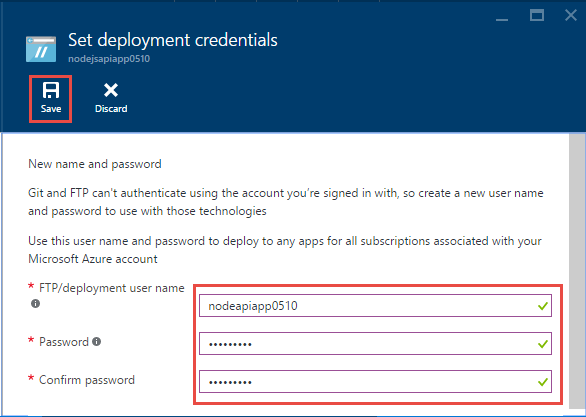 Set deployment credentials
nodejsapiapp0510
Save
Discard
New name and password
Git and FTP can't authenticate using the account you're signed in with, so create a new user name
and password to use with those technologies
Use this user name and password to deploy to any apps for all subscriptions associated with your
Microsoft Azure account
* FTP/deployment user name
nodeapiapp0510
* Password
•••••••••
* Confirm password
•••••••••